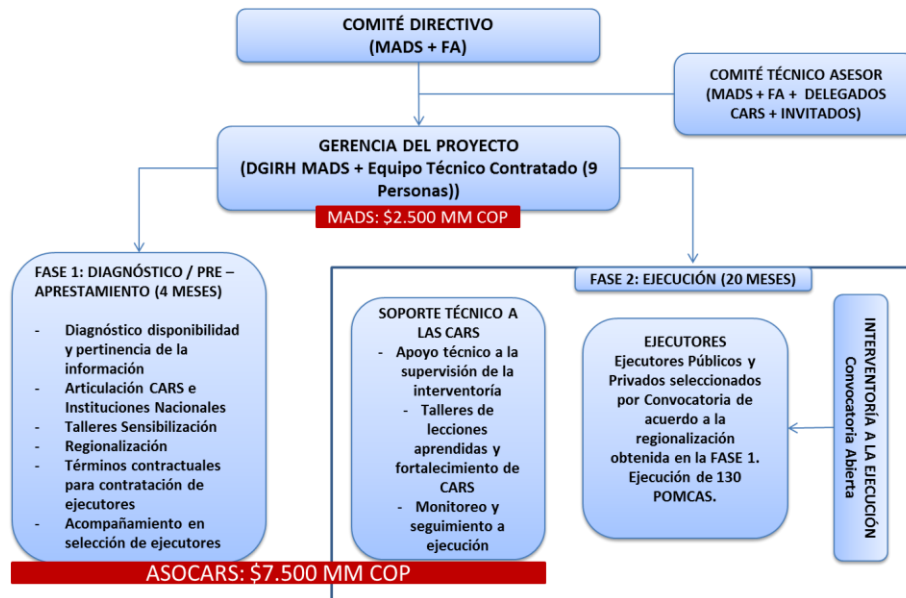 COMITÉ DIRECTIVO
(MADS + FA)
COMITÉ TÉCNICO ASESOR
(MADS + FA + DELEGADOS
CARS + INVITADOS)
GERENCIA DEL PROYECTO
(DGIRH MADS + Equipo Técnico Contratado (9
Personas))
MADS: $2.500 MM COP
FASE 1: DIAGNÓSTICO / PRE –
APRESTAMIENTO (4 MESES)
- Diagnóstico disponibilidad
y pertinencia de la
información
- Articulación CARS e
Instituciones Nacionales
- Talleres Sensibilización
- Regionalización
- Términos contractuales
para contratación de
ejecutores
- Acompañamiento en
selección de ejecutores
FASE 2: EJECUCIÓN (20 MESES)
SOPORTE TÉCNICO A
LAS CARS
- Apoyo técnico a la
supervisión de la
interventoría
- Talleres de
lecciones
aprendidas y
fortalecimiento de
CARS
- Monitoreo y
seguimiento a
ejecución
EJECUTORES
Ejecutores Públicos y
Privados seleccionados
por Convocatoria de
acuerdo a la
regionalización
obtenida en la FASE 1.
Ejecución de 130
POMCAS.
INTERVENTORÍA A LA EJECUCIÓN
Convocatoria Abierta
ASOCARS: $7.500 MM COP